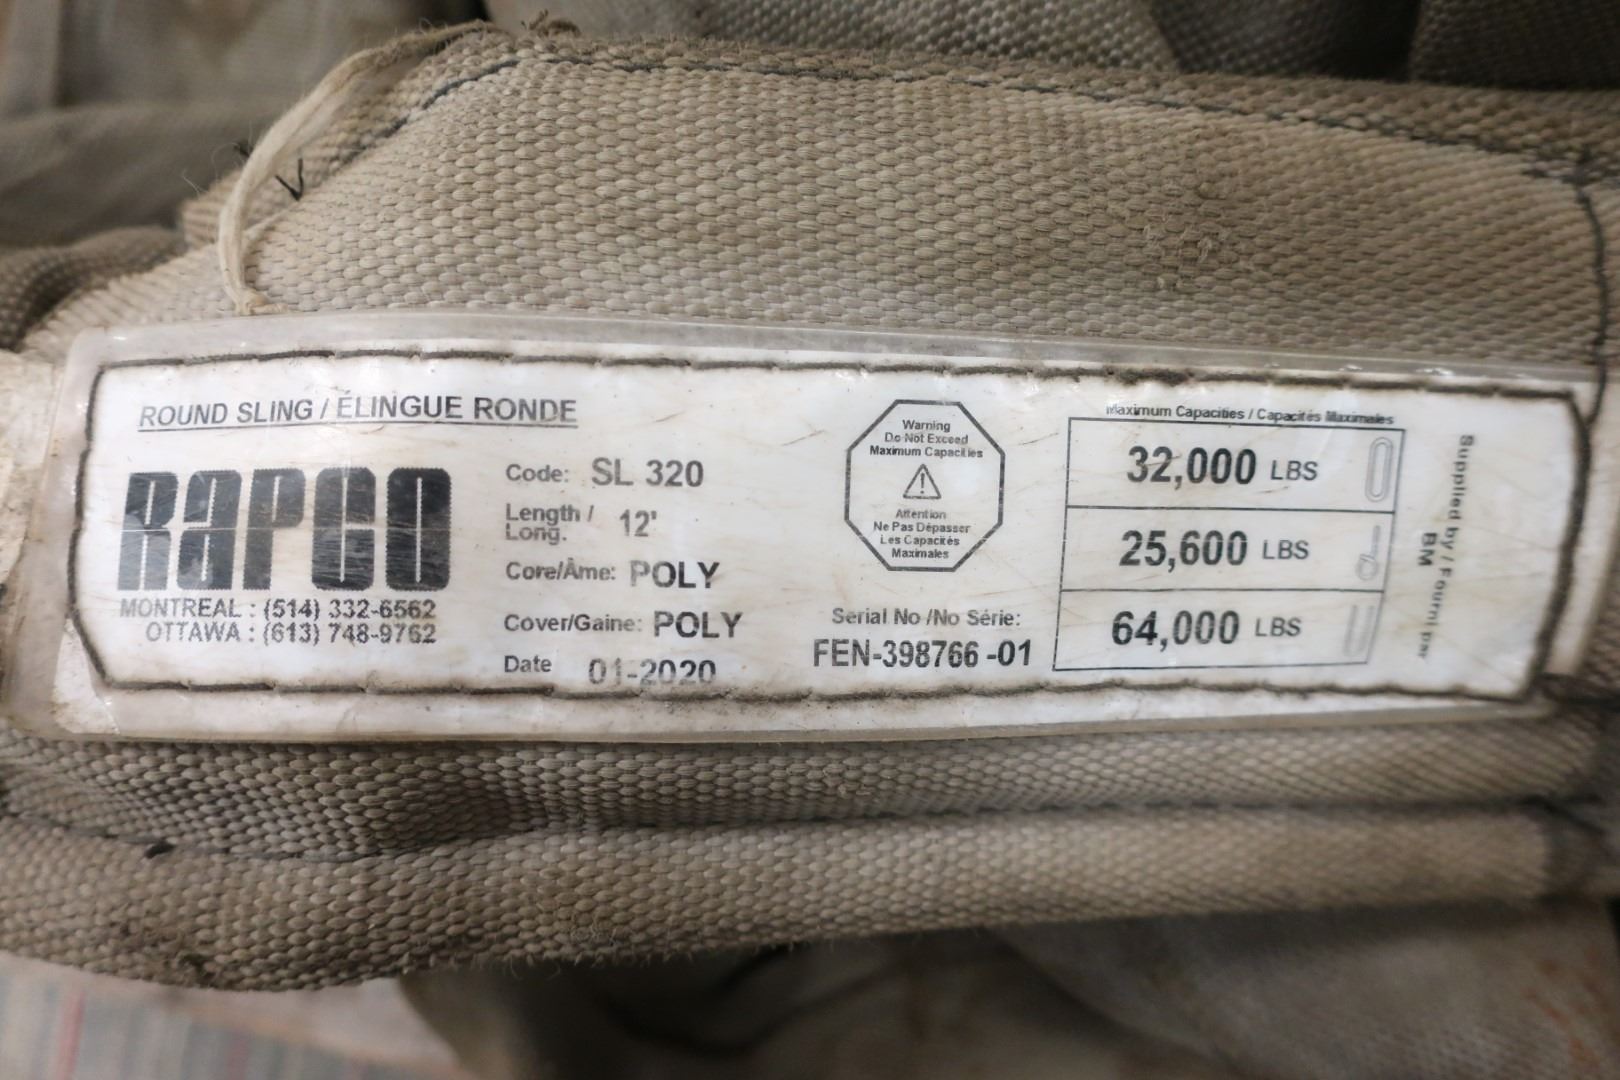 ROUND SLING / ÉLINGUE RONDE
RAPCO
MONTREAL : (514) 332-6562
OTTAWA : (613) 748-9762
Code: SL 320
Length / Long. 12'
Core/Âme: POLY
Cover/Gaine: POLY
Date 01-2020
Warning
Do Not Exceed
Maximum Capacities
Attention
Ne Pas Dépasser
Les Capacités
Maximales
Serial No /No Série:
FEN-398766 -01
Maximum Capacities / Capacités Maximales
32,000 LBS
25,600 LBS
64,000 LBS
Supplied by / Fourni par
BM